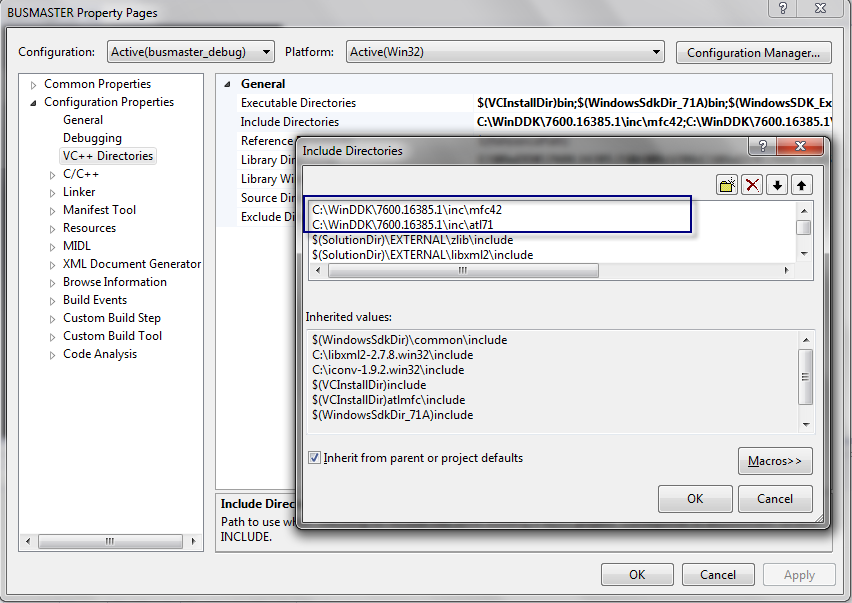 BUSMASTER Property Pages
Configuration: Active(busmaster_debug) Platform: Active(Win32) Configuration Manager...
Common Properties
Configuration Properties
General
Debugging
VC++ Directories
C/C++
Linker
Manifest Tool
Resources
MIDL
XML Document Generator
Browse Information
Build Events
Custom Build Step
Custom Build Tool
Code Analysis
General
Executable Directories $(VCInstallDir)bin;$(WindowsSdkDir_71A)bin;$(WindowsSDK_Ex
Include Directories C:\WinDDK\7600.16385.1\inc\mfc42;C:\WinDDK\7600.16385.1\
Reference
Library Dir
Library Wi
Source Dir
Exclude Di
Include Directories
C:\WinDDK\7600.16385.1\inc\mfc42
C:\WinDDK\7600.16385.1\inc\atl71
$(SolutionDir)\EXTERNAL\zlib\include
$(SolutionDir)\EXTERNAL\libxml2\include
Inherited values:
$(WindowsSdkDir)\common\include
C:\libxml2-2.7.8.win32\include
C:\iconv-1.9.2.win32\include
$(VCInstallDir)include
$(VCInstallDir)atlmfc\include
$(WindowsSdkDir_71A)include
Inherit from parent or project defaults
Macros>>
OK Cancel
Include Direc
Path to use wh
INCLUDE.
OK Cancel Apply